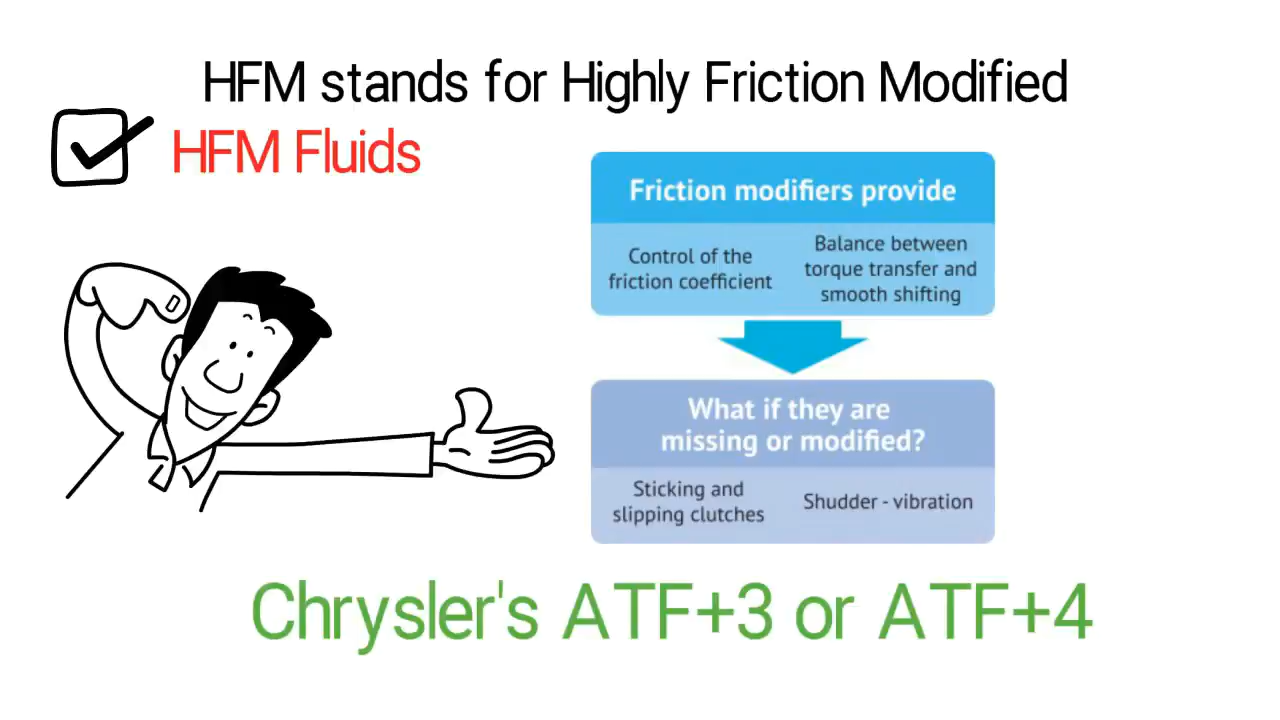 HFM stands for Highly Friction Modified
HFM Fluids
Friction modifiers provide
Control of the
friction coefficient
Balance between
torque transfer and
smooth shifting
What if they are
missing or modified?
Sticking and
slipping clutches
Shudder - vibration
Chrysler's ATF+3 or ATF+4